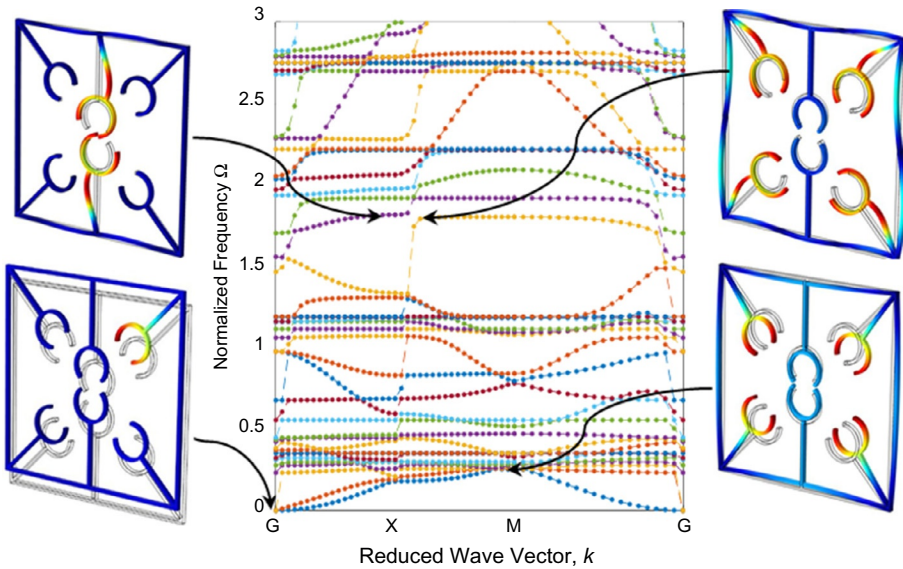 3
2.5
2
1.5
1
0.5
0
Normalized Frequency Ω
G X M G
Reduced Wave Vector, k